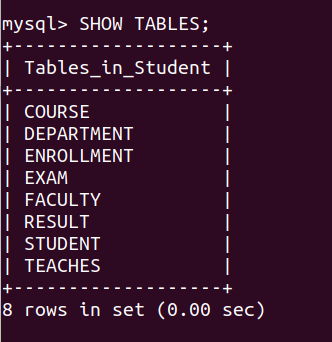 mysql> SHOW TABLES;
+-------------------+
| Tables_in_Student |
+-------------------+
| COURSE            |
| DEPARTMENT        |
| ENROLLMENT        |
| EXAM              |
| FACULTY           |
| RESULT            |
| STUDENT           |
| TEACHES           |
+-------------------+
8 rows in set (0.00 sec)